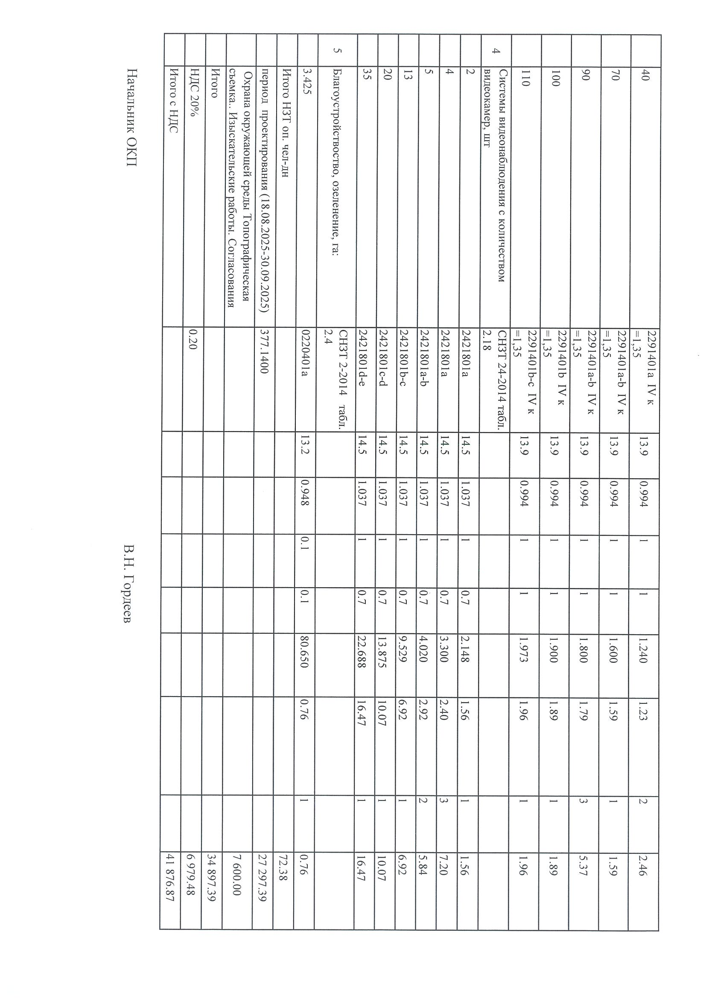 40 2291401a IV к 13.9 0.994 1 1 1.240 1.23 2 2.46
=1,35
70 2291401a-b IV к 13.9 0.994 1 1 1.600 1.59 1 1.59
=1,35
90 2291401a-b IV к 13.9 0.994 1 1 1.800 1.79 3 5.37
=1,35
100 2291401b IV к 13.9 0.994 1 1 1.900 1.89 1 1.89
=1,35
110 2291401b-c IV к 13.9 0.994 1 1 1.973 1.96 1 1.96
=1,35
4 Системы видеонаблюдения с количеством СНЗТ 24-2014 табл.
видеокамер, шт 2.18
2 2421801a 14.5 1.037 1 0.7 2.148 1.56 1 1.56
4 2421801a 14.5 1.037 1 0.7 3.300 2.40 3 7.20
5 2421801a-b 14.5 1.037 1 0.7 4.020 2.92 2 5.84
13 2421801b-c 14.5 1.037 1 0.7 9.529 6.92 1 6.92
20 2421801c-d 14.5 1.037 1 0.7 13.875 10.07 1 10.07
35 2421801d-e 14.5 1.037 1 0.7 22.688 16.47 1 16.47
5 Благоустройствоство, озеленение, га: СНЗТ 2-2014 табл.
2.4
3.425 0220401a 13.2 0.948 0.1 0.1 80.650 0.76 1 0.76
Итого НЗТ оп. чел-дн 72.38
период проектирования (18.08.2025-30.09.2025) 377.1400 27 297.39
Охрана окружающей среды Топографическая
съемка.. Изыскательские работы. Согласования 7 600.00
Итого 34 897.39
НДС 20% 0.20 6 979.48
Итого с НДС 41 876.87
Начальник ОКП В.Н. Гордеев